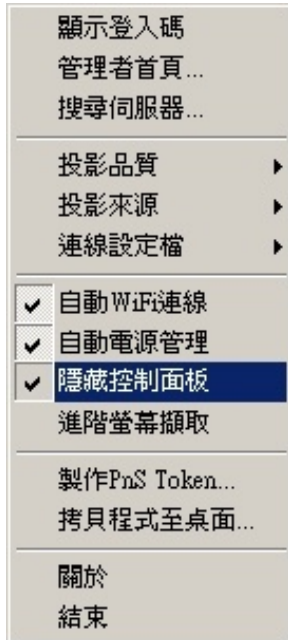 顯示登入碼
管理者首頁...
搜尋伺服器...
投影品質
投影來源
連線設定檔
自動WiFi連線
自動電源管理
隱藏控制面板
進階螢幕擷取
製作PnS Token...
拷貝程式至桌面...
關於
結束